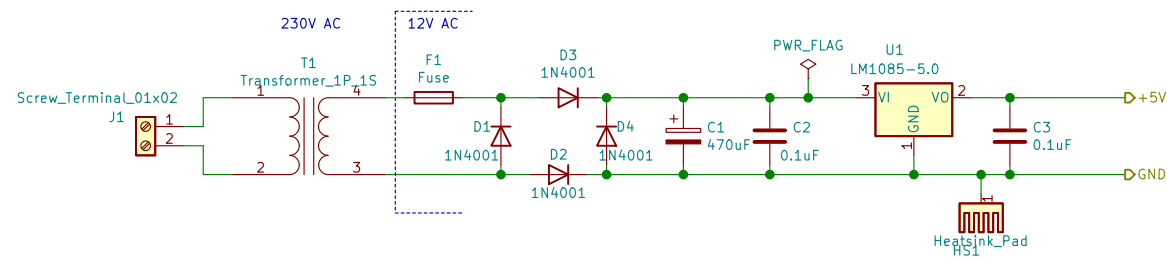 230V AC
12V AC
T1
Transformer_1P_1S
Screw_Terminal_01x02
J1
1
2
1
2
4
3
F1
Fuse
D1
1N4001
D3
1N4001
D2
1N4001
D4
1N4001
+
C1
470uF
C2
0.1uF
PWR_FLAG
U1
LM1085-5.0
3
VI
VO
2
GND
1
C3
0.1uF
+5V
GND
1
Heatsink_Pad
HS1